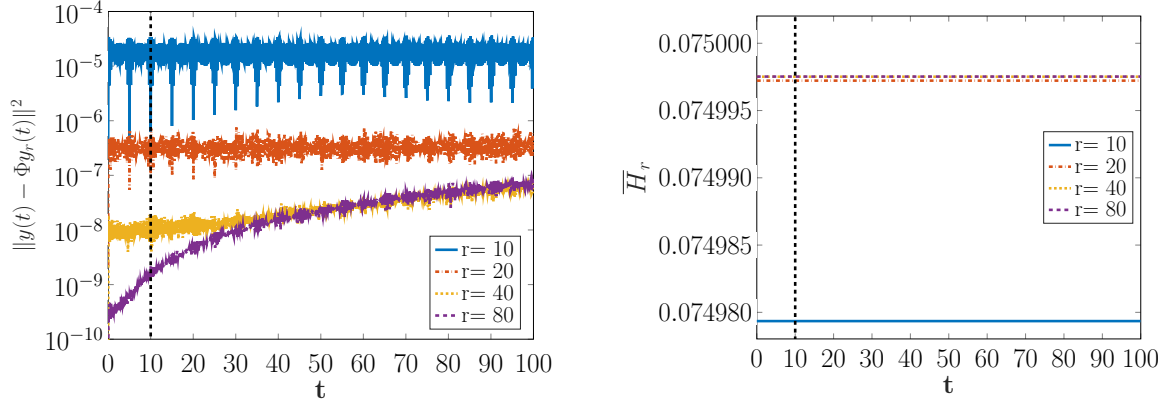 10⁻⁴
10⁻⁵
10⁻⁶
10⁻⁷
10⁻⁸
10⁻⁹
10⁻¹⁰
‖y(t) − Φy_r(t)‖²
0 10 20 30 40 50 60 70 80 90 100
t
r= 10
r= 20
r= 40
r= 80
0.075000
0.074995
0.074990
0.074985
0.074980
H̅_r
0 10 20 30 40 50 60 70 80 90 100
t
r= 10
r= 20
r= 40
r= 80